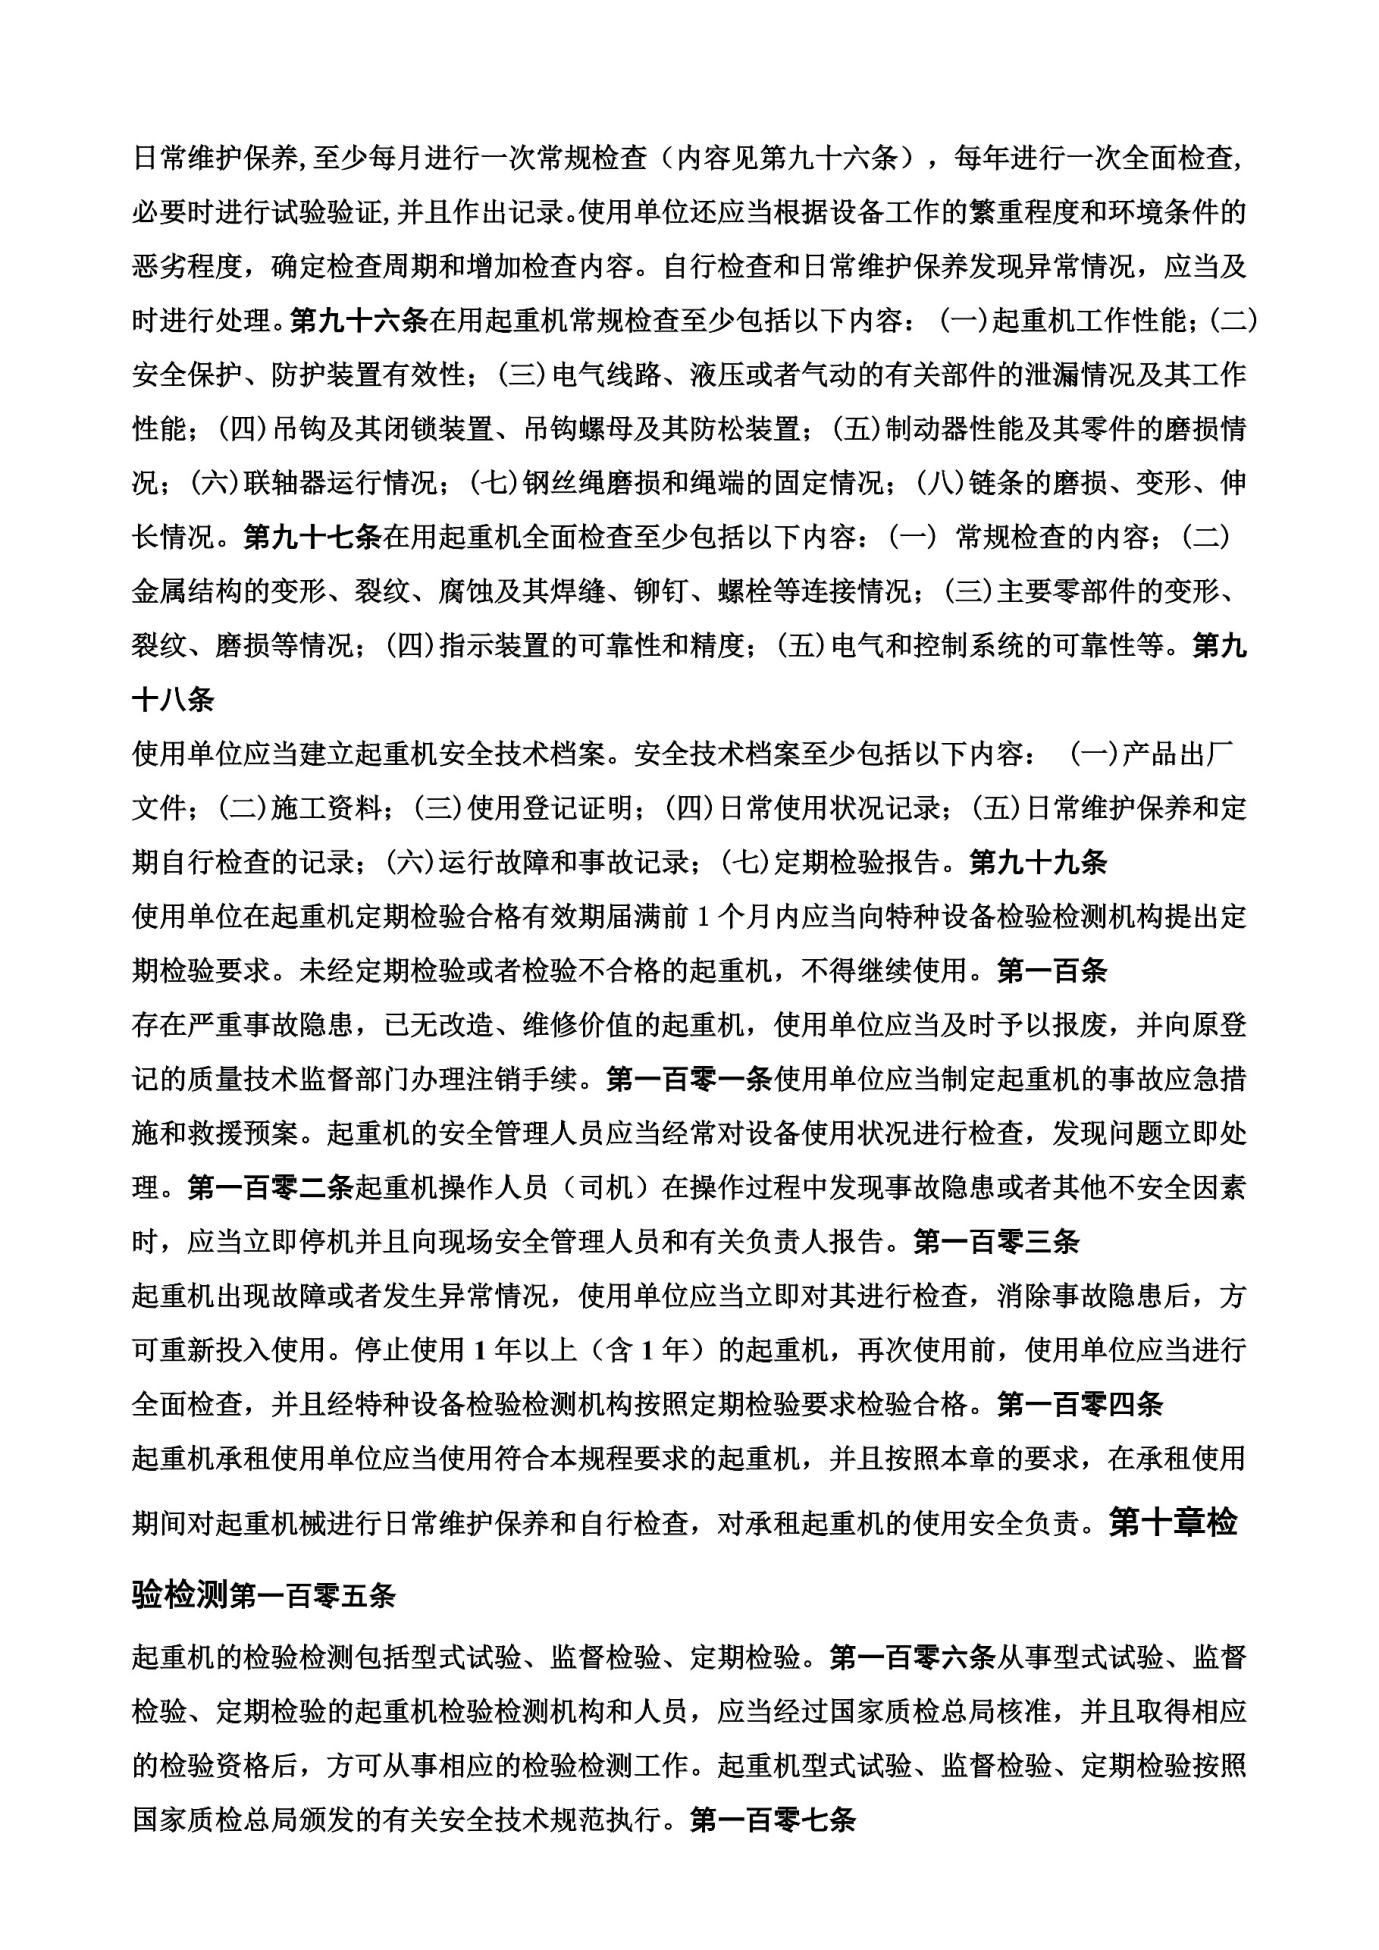 日常维护保养,至少每月进行一次常规检查（内容见第九十六条），每年进行一次全面检查,
必要时进行试验验证,并且作出记录。使用单位还应当根据设备工作的繁重程度和环境条件的
恶劣程度，确定检查周期和增加检查内容。自行检查和日常维护保养发现异常情况，应当及
时进行处理。第九十六条在用起重机常规检查至少包括以下内容：(一)起重机工作性能；(二)
安全保护、防护装置有效性；(三)电气线路、液压或者气动的有关部件的泄漏情况及其工作
性能；(四)吊钩及其闭锁装置、吊钩螺母及其防松装置；(五)制动器性能及其零件的磨损情
况；(六)联轴器运行情况；(七)钢丝绳磨损和绳端的固定情况；(八)链条的磨损、变形、伸
长情况。第九十七条在用起重机全面检查至少包括以下内容：(一) 常规检查的内容；(二)
金属结构的变形、裂纹、腐蚀及其焊缝、铆钉、螺栓等连接情况；(三)主要零部件的变形、
裂纹、磨损等情况；(四)指示装置的可靠性和精度；(五)电气和控制系统的可靠性等。第九
十八条
使用单位应当建立起重机安全技术档案。安全技术档案至少包括以下内容： (一)产品出厂
文件；(二)施工资料；(三)使用登记证明；(四)日常使用状况记录；(五)日常维护保养和定
期自行检查的记录；(六)运行故障和事故记录；(七)定期检验报告。第九十九条
使用单位在起重机定期检验合格有效期届满前 1 个月内应当向特种设备检验检测机构提出定
期检验要求。未经定期检验或者检验不合格的起重机，不得继续使用。第一百条
存在严重事故隐患，已无改造、维修价值的起重机，使用单位应当及时予以报废，并向原登
记的质量技术监督部门办理注销手续。第一百零一条使用单位应当制定起重机的事故应急措
施和救援预案。起重机的安全管理人员应当经常对设备使用状况进行检查，发现问题立即处
理。第一百零二条起重机操作人员（司机）在操作过程中发现事故隐患或者其他不安全因素
时，应当立即停机并且向现场安全管理人员和有关负责人报告。第一百零三条
起重机出现故障或者发生异常情况，使用单位应当立即对其进行检查，消除事故隐患后，方
可重新投入使用。停止使用 1 年以上（含 1 年）的起重机，再次使用前，使用单位应当进行
全面检查，并且经特种设备检验检测机构按照定期检验要求检验合格。第一百零四条
起重机承租使用单位应当使用符合本规程要求的起重机，并且按照本章的要求，在承租使用
期间对起重机械进行日常维护保养和自行检查，对承租起重机的使用安全负责。第十章检
验检测第一百零五条
起重机的检验检测包括型式试验、监督检验、定期检验。第一百零六条从事型式试验、监督
检验、定期检验的起重机检验检测机构和人员，应当经过国家质检总局核准，并且取得相应
的检验资格后，方可从事相应的检验检测工作。起重机型式试验、监督检验、定期检验按照
国家质检总局颁发的有关安全技术规范执行。第一百零七条